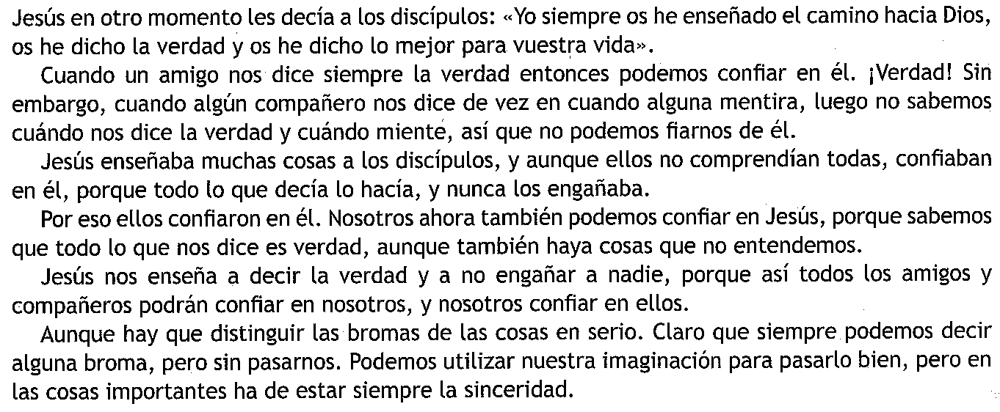 Jesús en otro momento les decía a los discípulos: «Yo siempre os he enseñado el camino hacia Dios,
os he dicho la verdad y os he dicho lo mejor para vuestra vida».
Cuando un amigo nos dice siempre la verdad entonces podemos confiar en él. ¡Verdad! Sin
embargo, cuando algún compañero nos dice de vez en cuando alguna mentira, luego no sabemos
cuándo nos dice la verdad y cuándo miente, así que no podemos fiarnos de él.
Jesús enseñaba muchas cosas a los discípulos, y aunque ellos no comprendían todas, confiaban
en él, porque todo lo que decía lo hacía, y nunca los engañaba.
Por eso ellos confiaron en él. Nosotros ahora también podemos confiar en Jesús, porque sabemos
que todo lo que nos dice es verdad, aunque también haya cosas que no entendemos.
Jesús nos enseña a decir la verdad y a no engañar a nadie, porque así todos los amigos y
compañeros podrán confiar en nosotros, y nosotros confiar en ellos.
Aunque hay que distinguir las bromas de las cosas en serio. Claro que siempre podemos decir
alguna broma, pero sin pasarnos. Podemos utilizar nuestra imaginación para pasarlo bien, pero en
las cosas importantes ha de estar siempre la sinceridad.